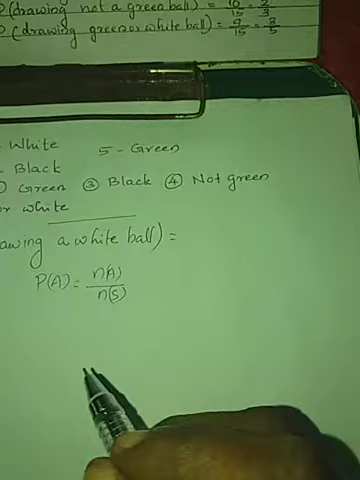 P(drawing not a green ball) = 10/15 = 2/3
P(drawing green or white ball) = 9/15 = 3/5
White 5 - Green
- Black
Green ③ Black ④ Not green
or white
awing a white ball) =
P(A) = n(A)/n(S)